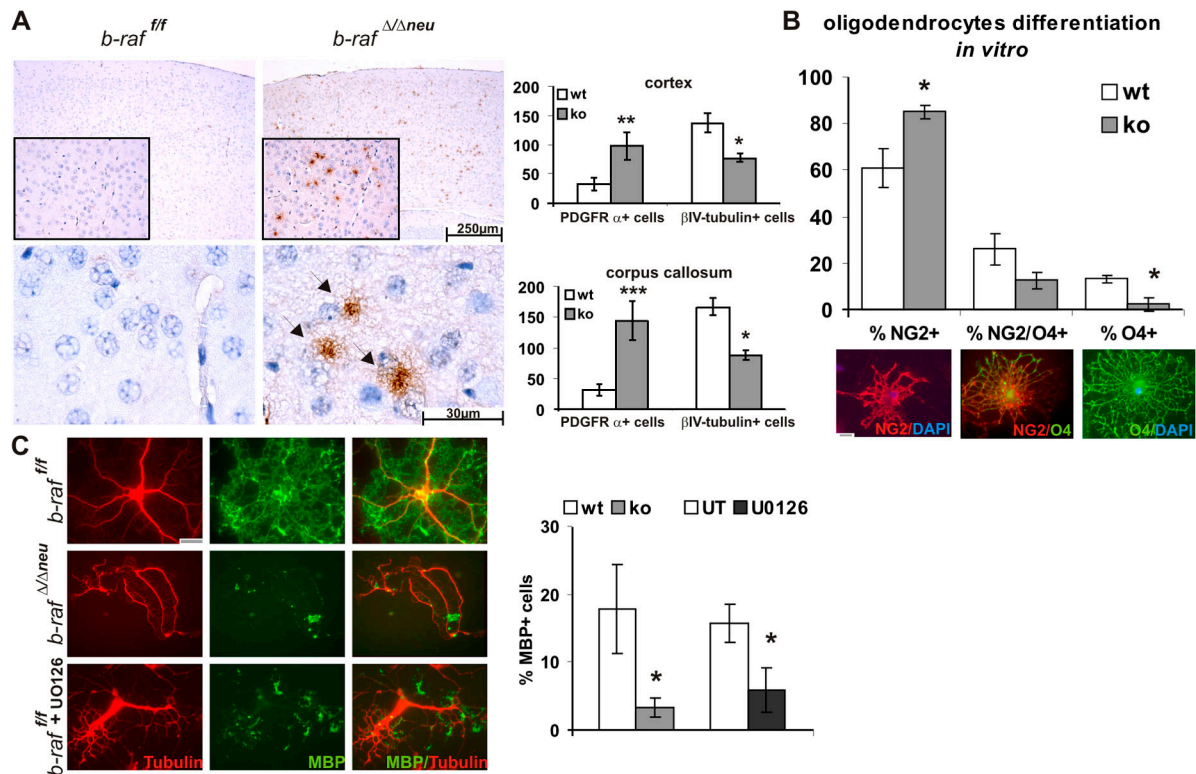 A
b-raf f/f
b-raf Δ/Δneu
250µm
30µm
cortex
wt
ko
200
150
100
50
0
**
*
PDGFR α+ cells
βIV-tubulin+ cells
corpus callosum
wt
ko
200
150
100
50
0
***
*
PDGFR α+ cells
βIV-tubulin+ cells
B
oligodendrocytes differentiation
in vitro
wt
ko
100
80
60
40
20
0
*
*
% NG2+
% NG2/O4+
% O4+
NG2/DAPI
NG2/O4
O4/DAPI
C
b-raf f/f
b-raf Δ/Δneu
b-raf f/f + UO126
Tubulin
MBP
MBP/Tubulin
wt
ko
UT
U0126
% MBP+ cells
30
20
10
0
*
*